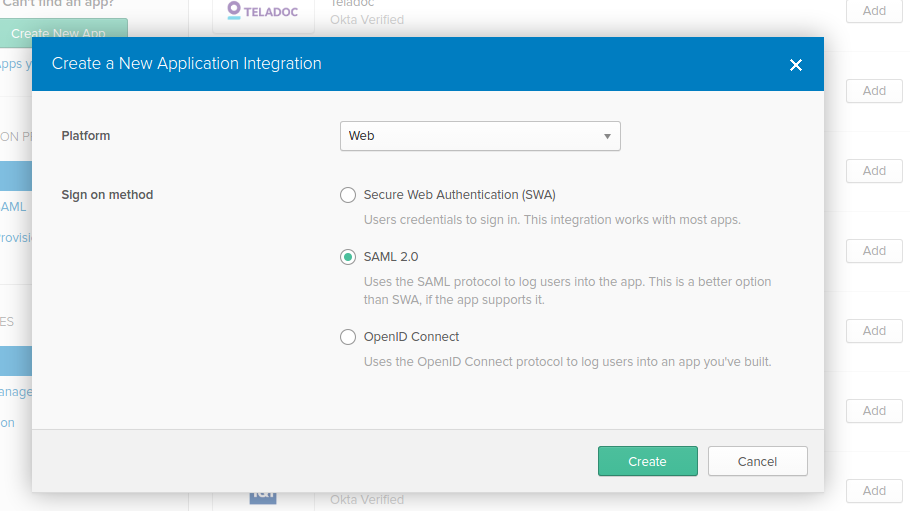 Can't find an app?
Teladoc
TELADOC
Okta Verified
Add
Create New App
Apps y
Create a New Application Integration
Add
ON PR
Platform
Web
Add
Sign on method
Secure Web Authentication (SWA)
Users credentials to sign in. This integration works with most apps.
AML
rovisi
Add
SAML 2.0
Uses the SAML protocol to log users into the app. This is a better option
than SWA, if the app supports it.
ES
Add
OpenID Connect
Uses the OpenID Connect protocol to log users into an app you've built.
anage
Add
on
Create
Cancel
Add
Okta Verified